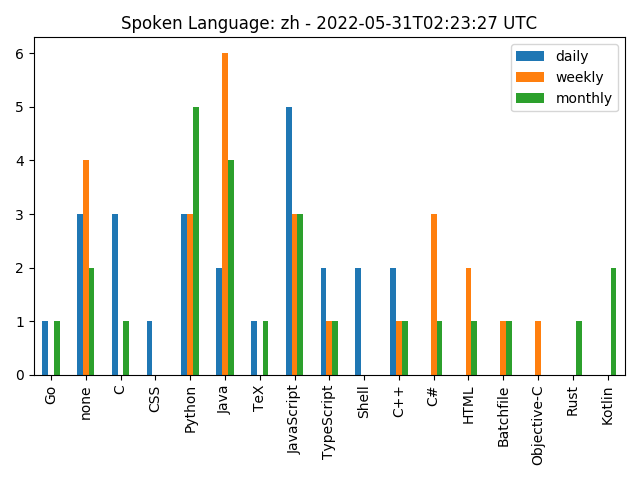 Spoken Language: zh - 2022-05-31T02:23:27 UTC
daily
weekly
monthly
6
5
4
3
2
1
0
Go
none
C
CSS
Python
Java
TeX
JavaScript
TypeScript
Shell
C++
C#
HTML
Batchfile
Objective-C
Rust
Kotlin